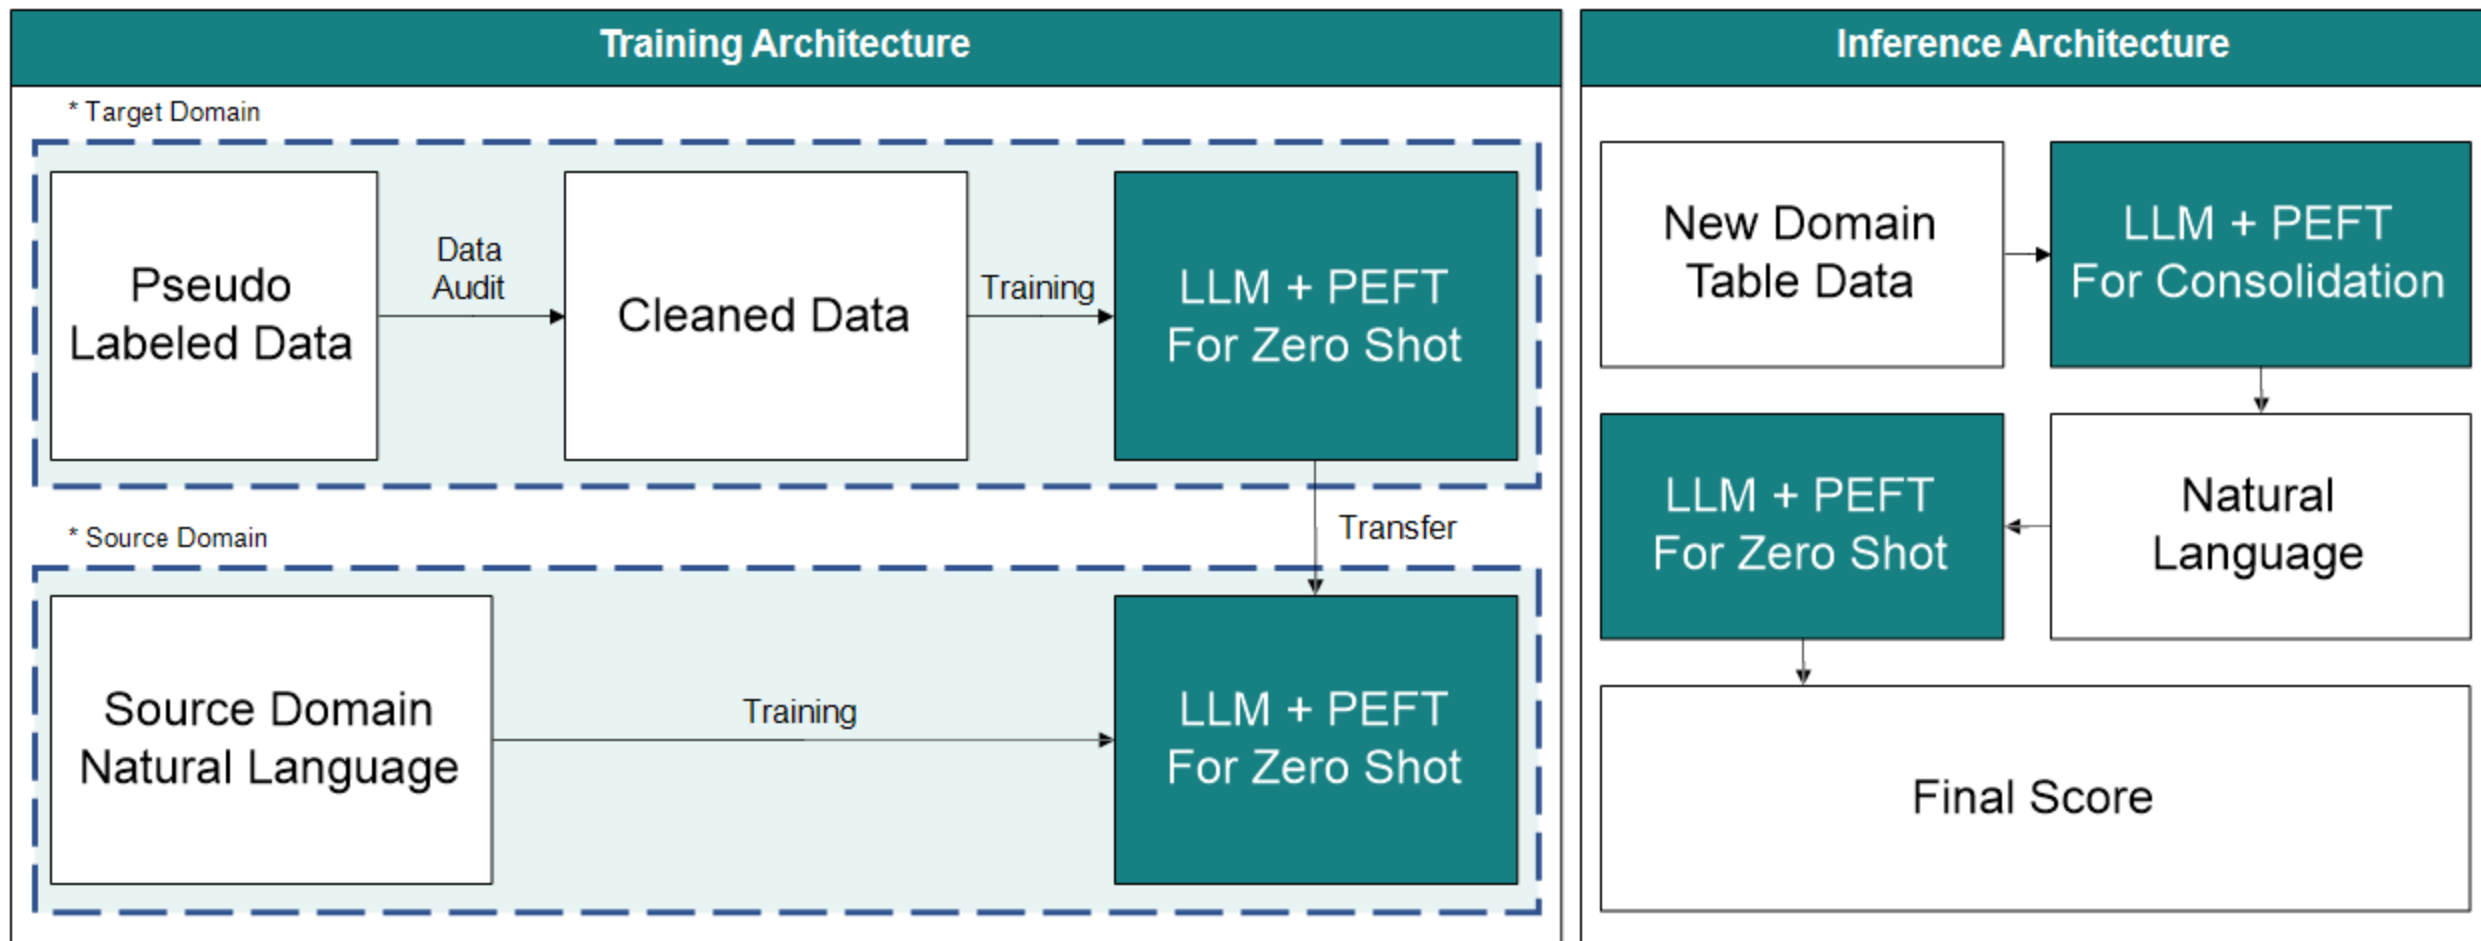 Training Architecture
* Target Domain
Pseudo
Labeled Data
Data
Audit
Cleaned Data
Training
LLM + PEFT
For Zero Shot
Transfer
* Source Domain
Source Domain
Natural Language
Training
LLM + PEFT
For Zero Shot
Inference Architecture
New Domain
Table Data
LLM + PEFT
For Consolidation
Natural
Language
LLM + PEFT
For Zero Shot
Final Score